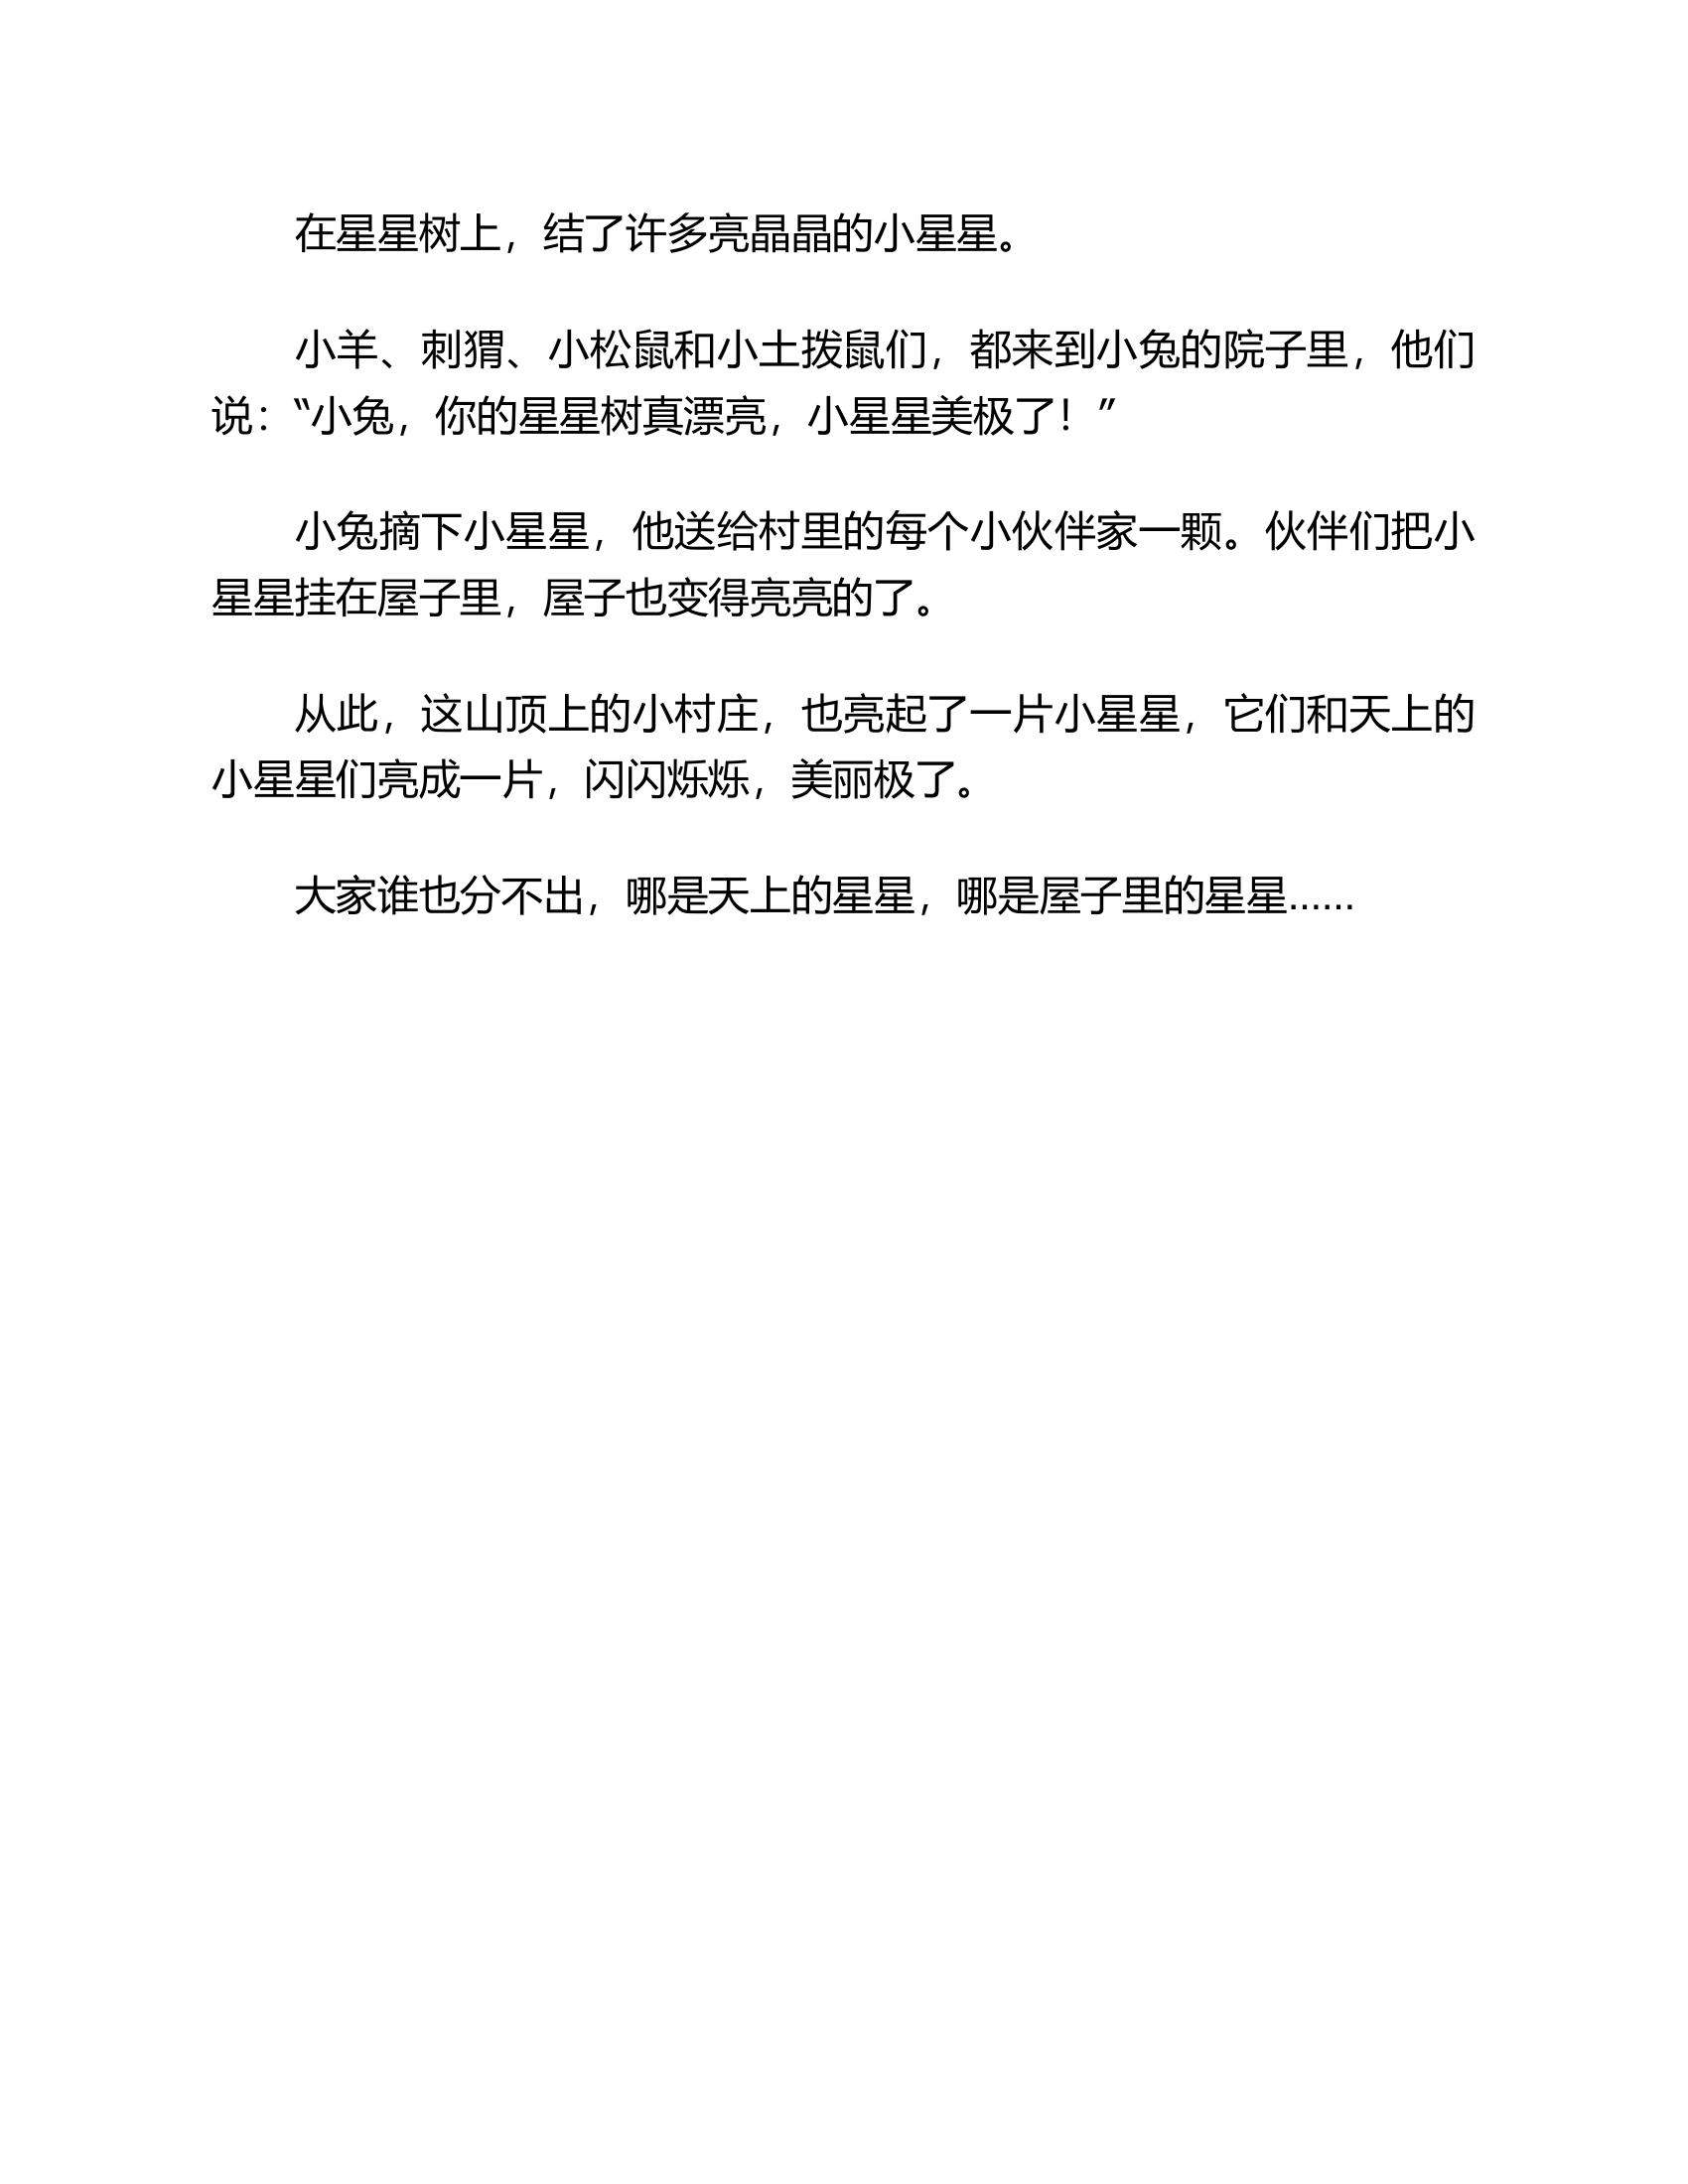 在星星树上，结了许多亮晶晶的小星星。
小羊、刺猬、小松鼠和小土拨鼠们，都来到小兔的院子里，他们
说：“小兔，你的星星树真漂亮，小星星美极了！”
小兔摘下小星星，他送给村里的每个小伙伴家一颗。伙伴们把小
星星挂在屋子里，屋子也变得亮亮的了。
从此，这山顶上的小村庄，也亮起了一片小星星，它们和天上的
小星星们亮成一片，闪闪烁烁，美丽极了。
大家谁也分不出，哪是天上的星星，哪是屋子里的星星……